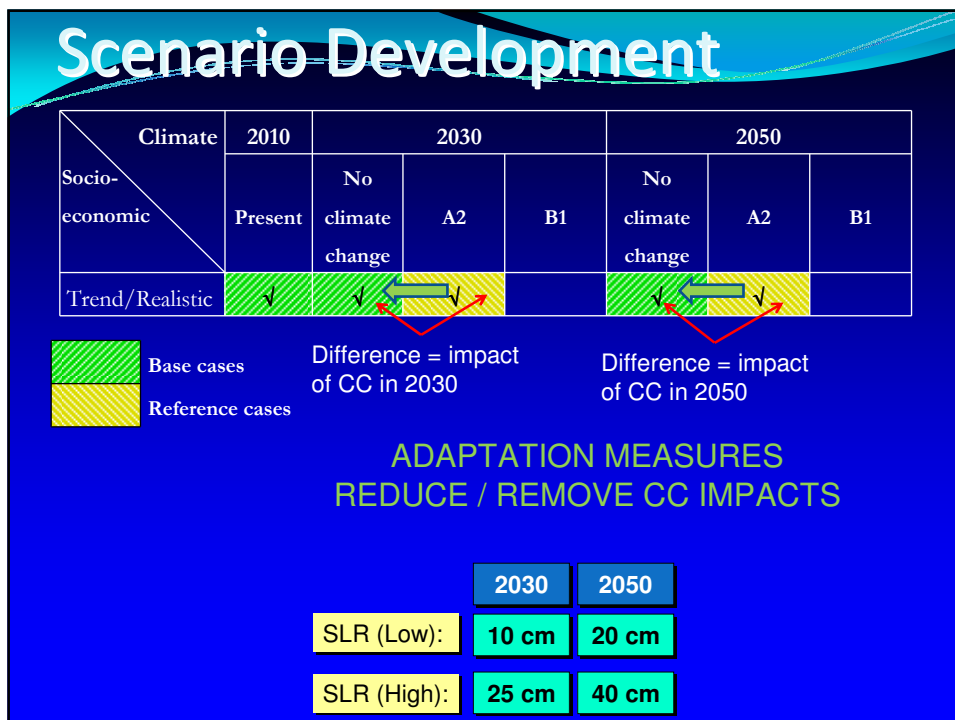 Scenario Development
Climate 2010 2030 2050
Socio-
economic
Present
No
climate
change
A2
B1
No
climate
change
A2
B1
Trend/Realistic √ √ √ √ √
Difference = impact
of CC in 2030
Difference = impact
of CC in 2050
Base cases
Reference cases
ADAPTATION MEASURES
REDUCE / REMOVE CC IMPACTS
2030 2050
SLR (Low): 10 cm 20 cm
SLR (High): 25 cm 40 cm